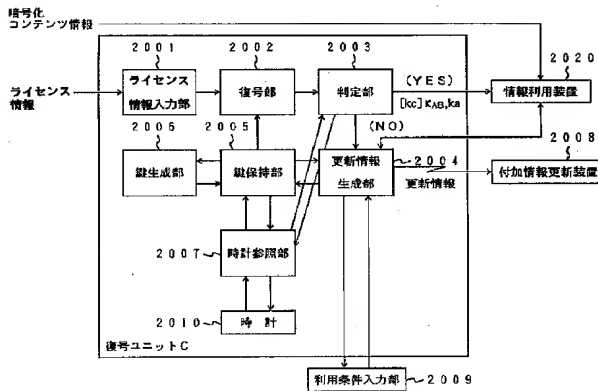 暗号化
コンテンツ情報
2001
2002
2003
2020
ライセンス
情報
ライセンス
情報入力部
復号部
判定部
(YES)
[kc]KAB,ka
情報利用装置
(NO)
2006
2005
2004
2008
鍵生成部
鍵保持部
更新情報
生成部
更新情報
付加情報更新装置
2007
時計参照部
2010
時計
復号ユニットC
利用条件入力部
2009